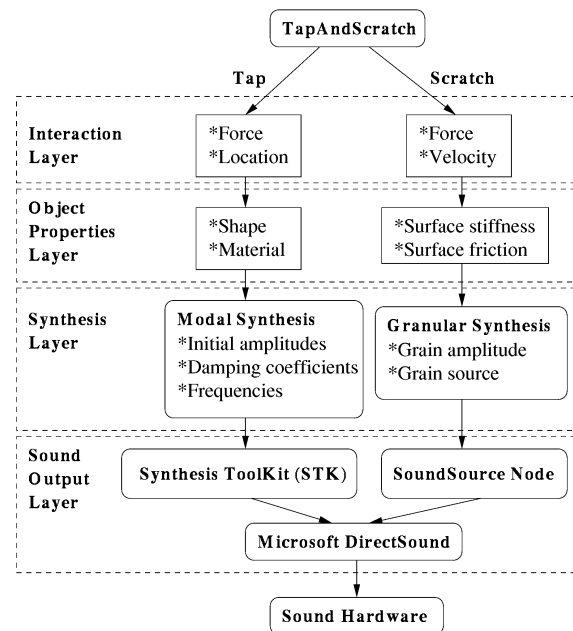 TapAndScratch
Tap
Scratch
Interaction
Layer
*Force
*Location
*Force
*Velocity
Object
Properties
Layer
*Shape
*Material
*Surface stiffness
*Surface friction
Synthesis
Layer
Modal Synthesis
*Initial amplitudes
*Damping coefficients
*Frequencies
Granular Synthesis
*Grain amplitude
*Grain source
Sound
Output
Layer
Synthesis ToolKit (STK)
SoundSource Node
Microsoft DirectSound
Sound Hardware